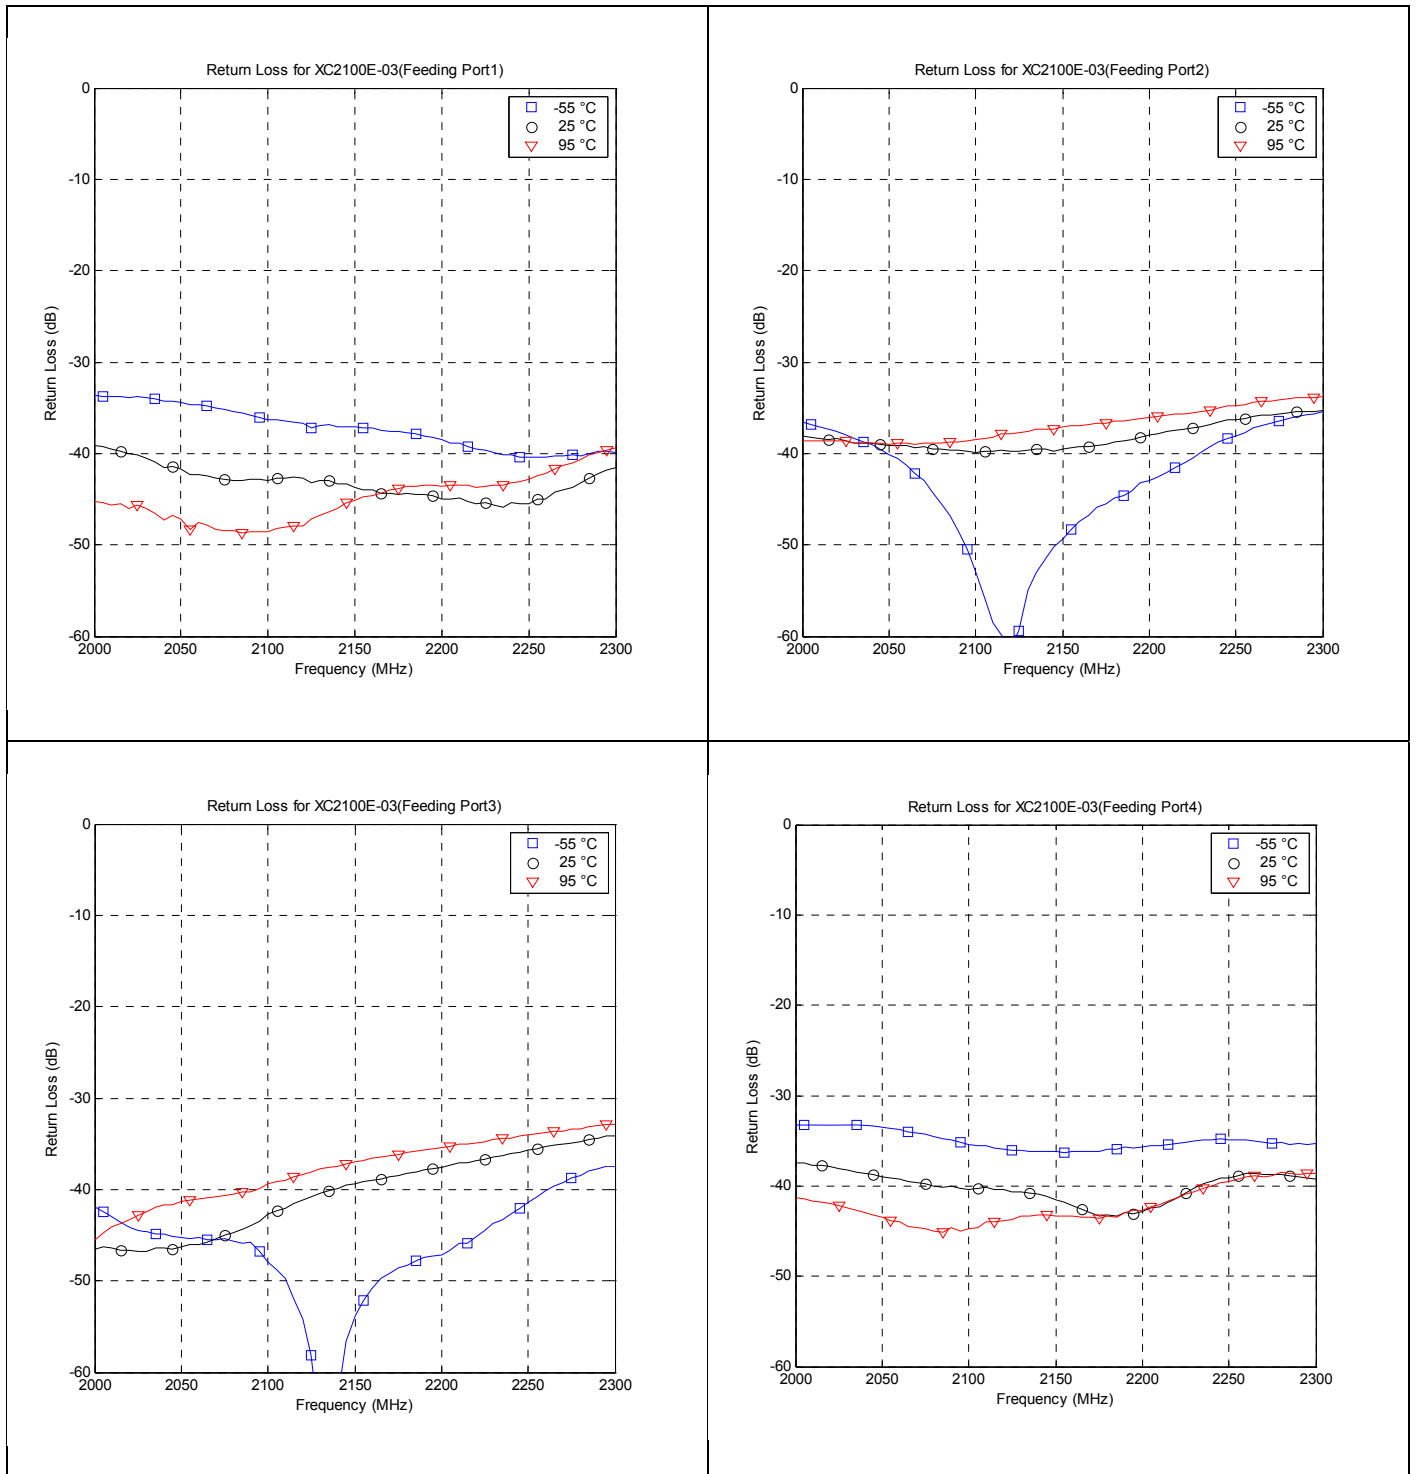 Return Loss for XC2100E-03(Feeding Port1)
0
-10
-20
-30
-40
-50
-60
Return Loss (dB)
-55 °C
25 °C
95 °C
2000 2050 2100 2150 2200 2250 2300
Frequency (MHz)
Return Loss for XC2100E-03(Feeding Port2)
0
-10
-20
-30
-40
-50
-60
Return Loss (dB)
-55 °C
25 °C
95 °C
2000 2050 2100 2150 2200 2250 2300
Frequency (MHz)
Return Loss for XC2100E-03(Feeding Port3)
0
-10
-20
-30
-40
-50
-60
Return Loss (dB)
-55 °C
25 °C
95 °C
2000 2050 2100 2150 2200 2250 2300
Frequency (MHz)
Return Loss for XC2100E-03(Feeding Port4)
0
-10
-20
-30
-40
-50
-60
Return Loss (dB)
-55 °C
25 °C
95 °C
2000 2050 2100 2150 2200 2250 2300
Frequency (MHz)